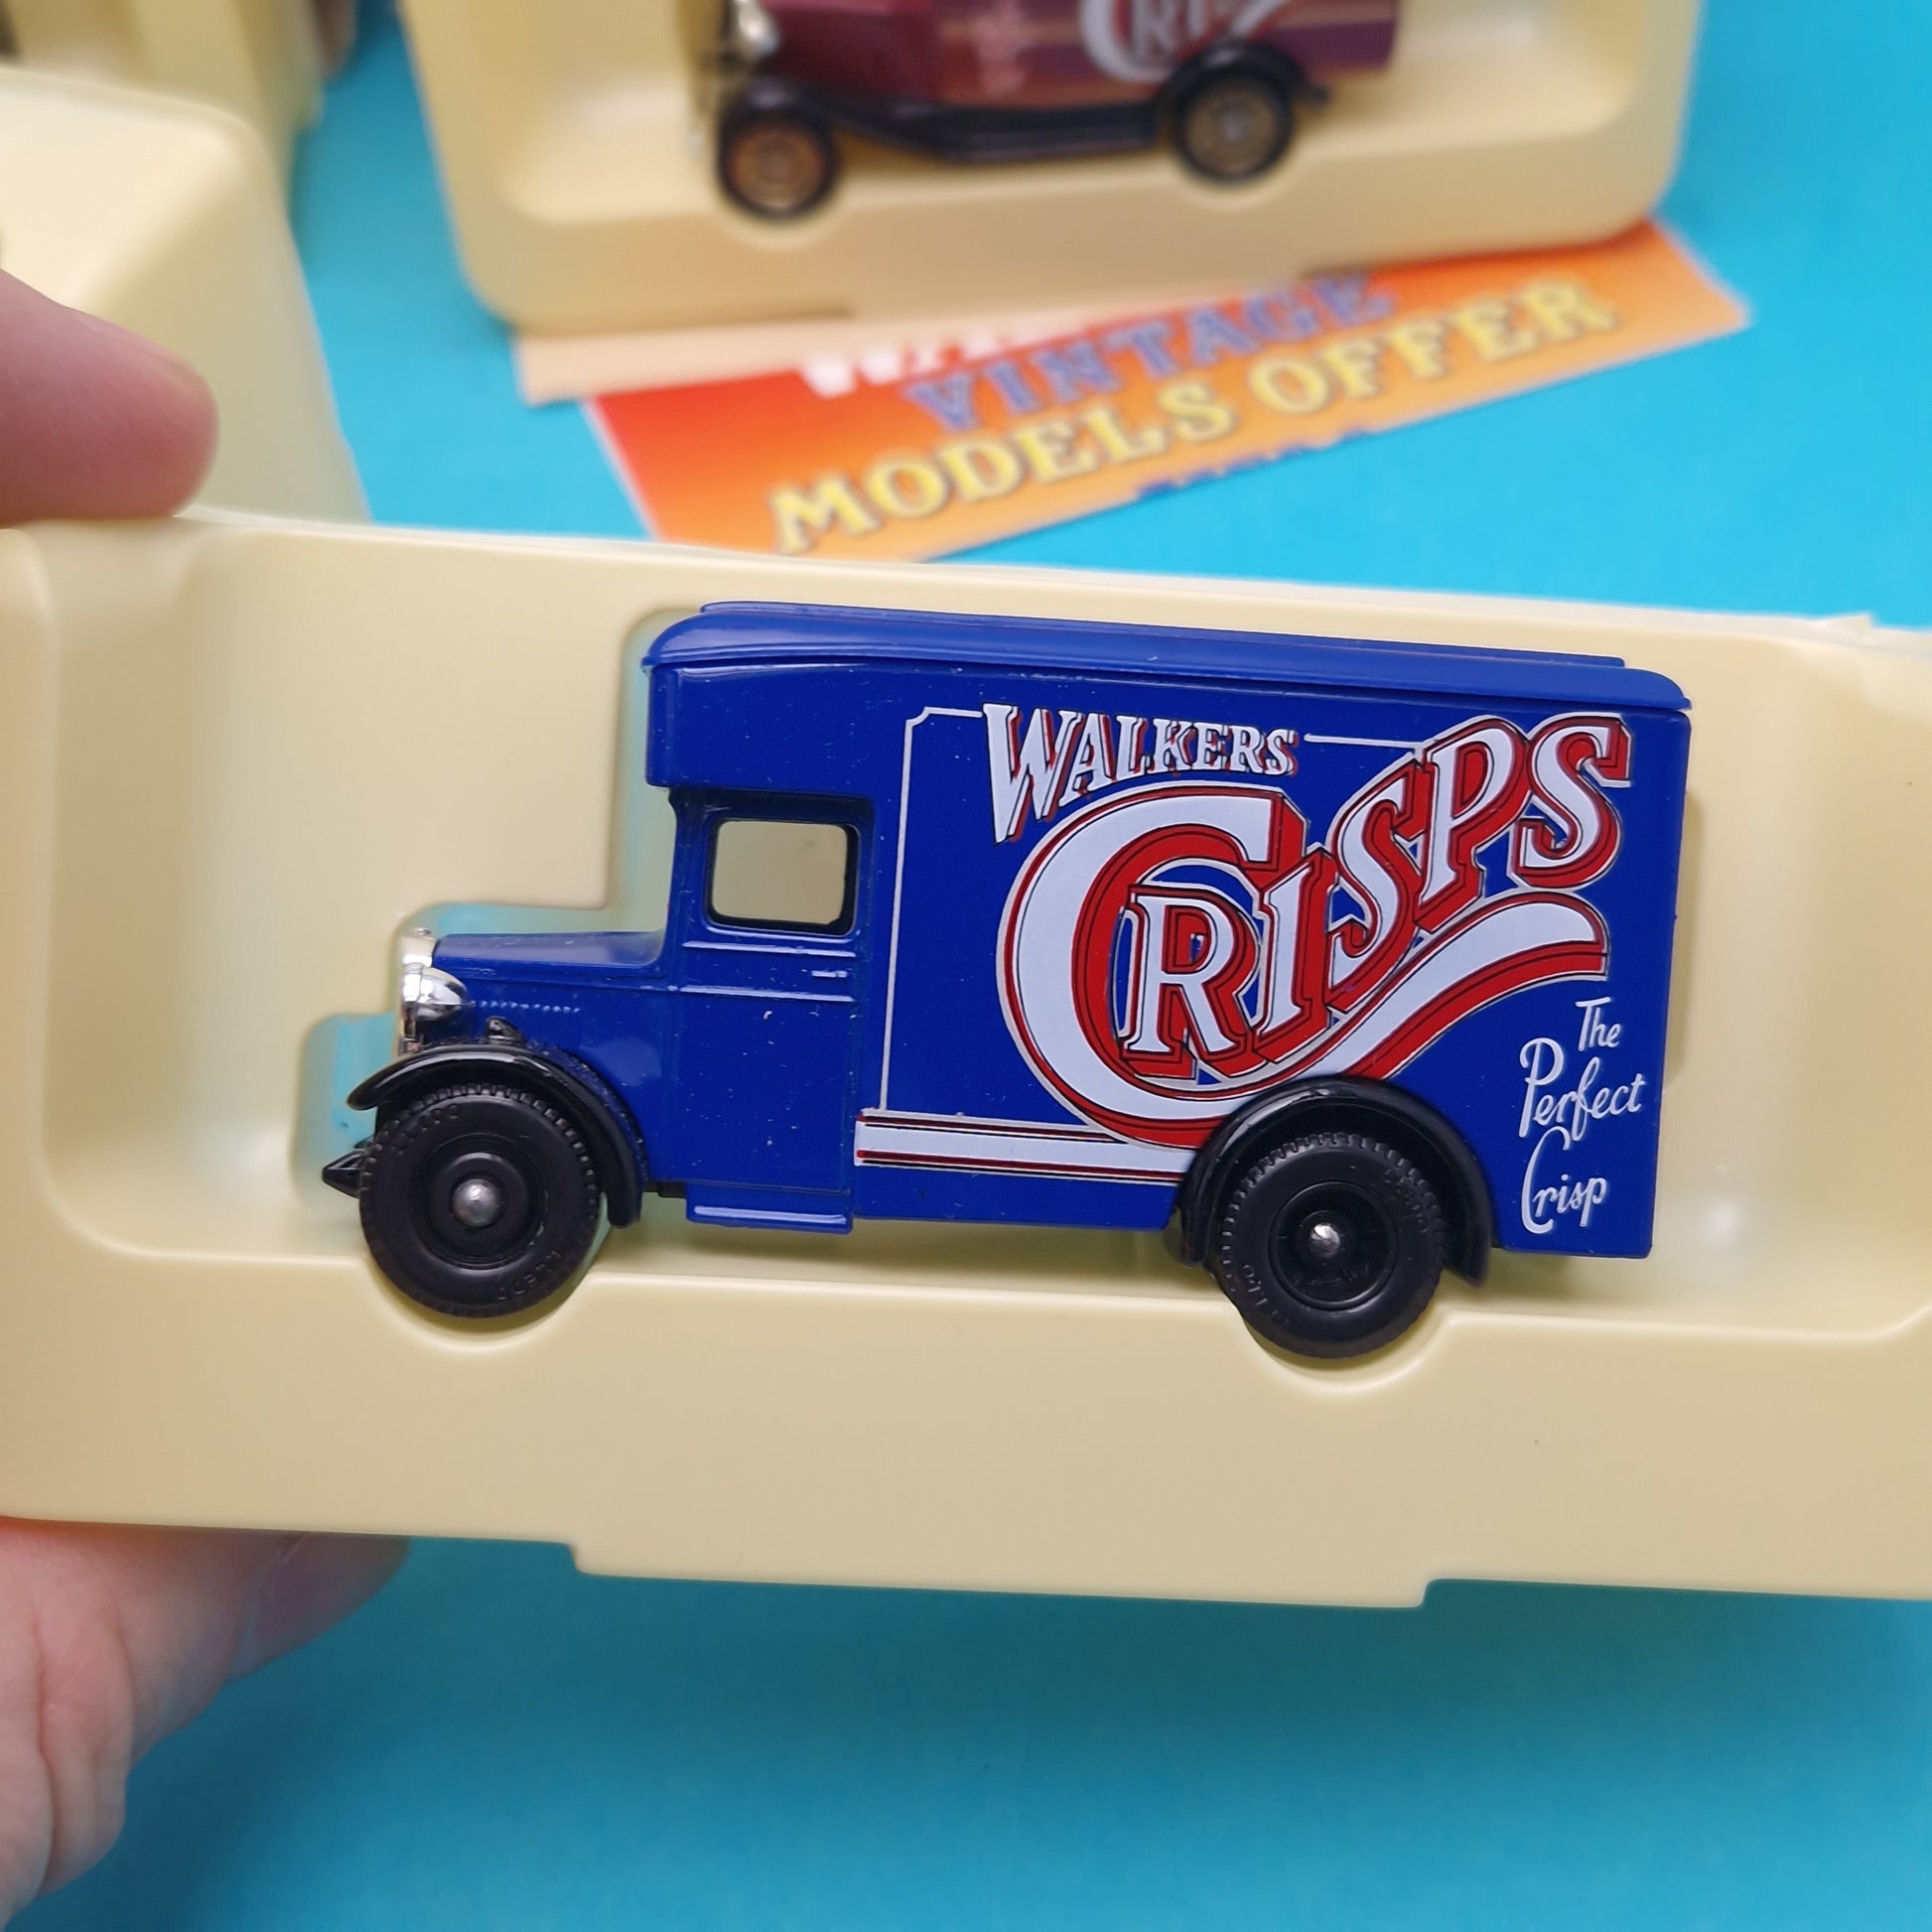 VINTAGE
MODELS OFFER
WALKERS
CRISPS
The
Perfect
Crisp